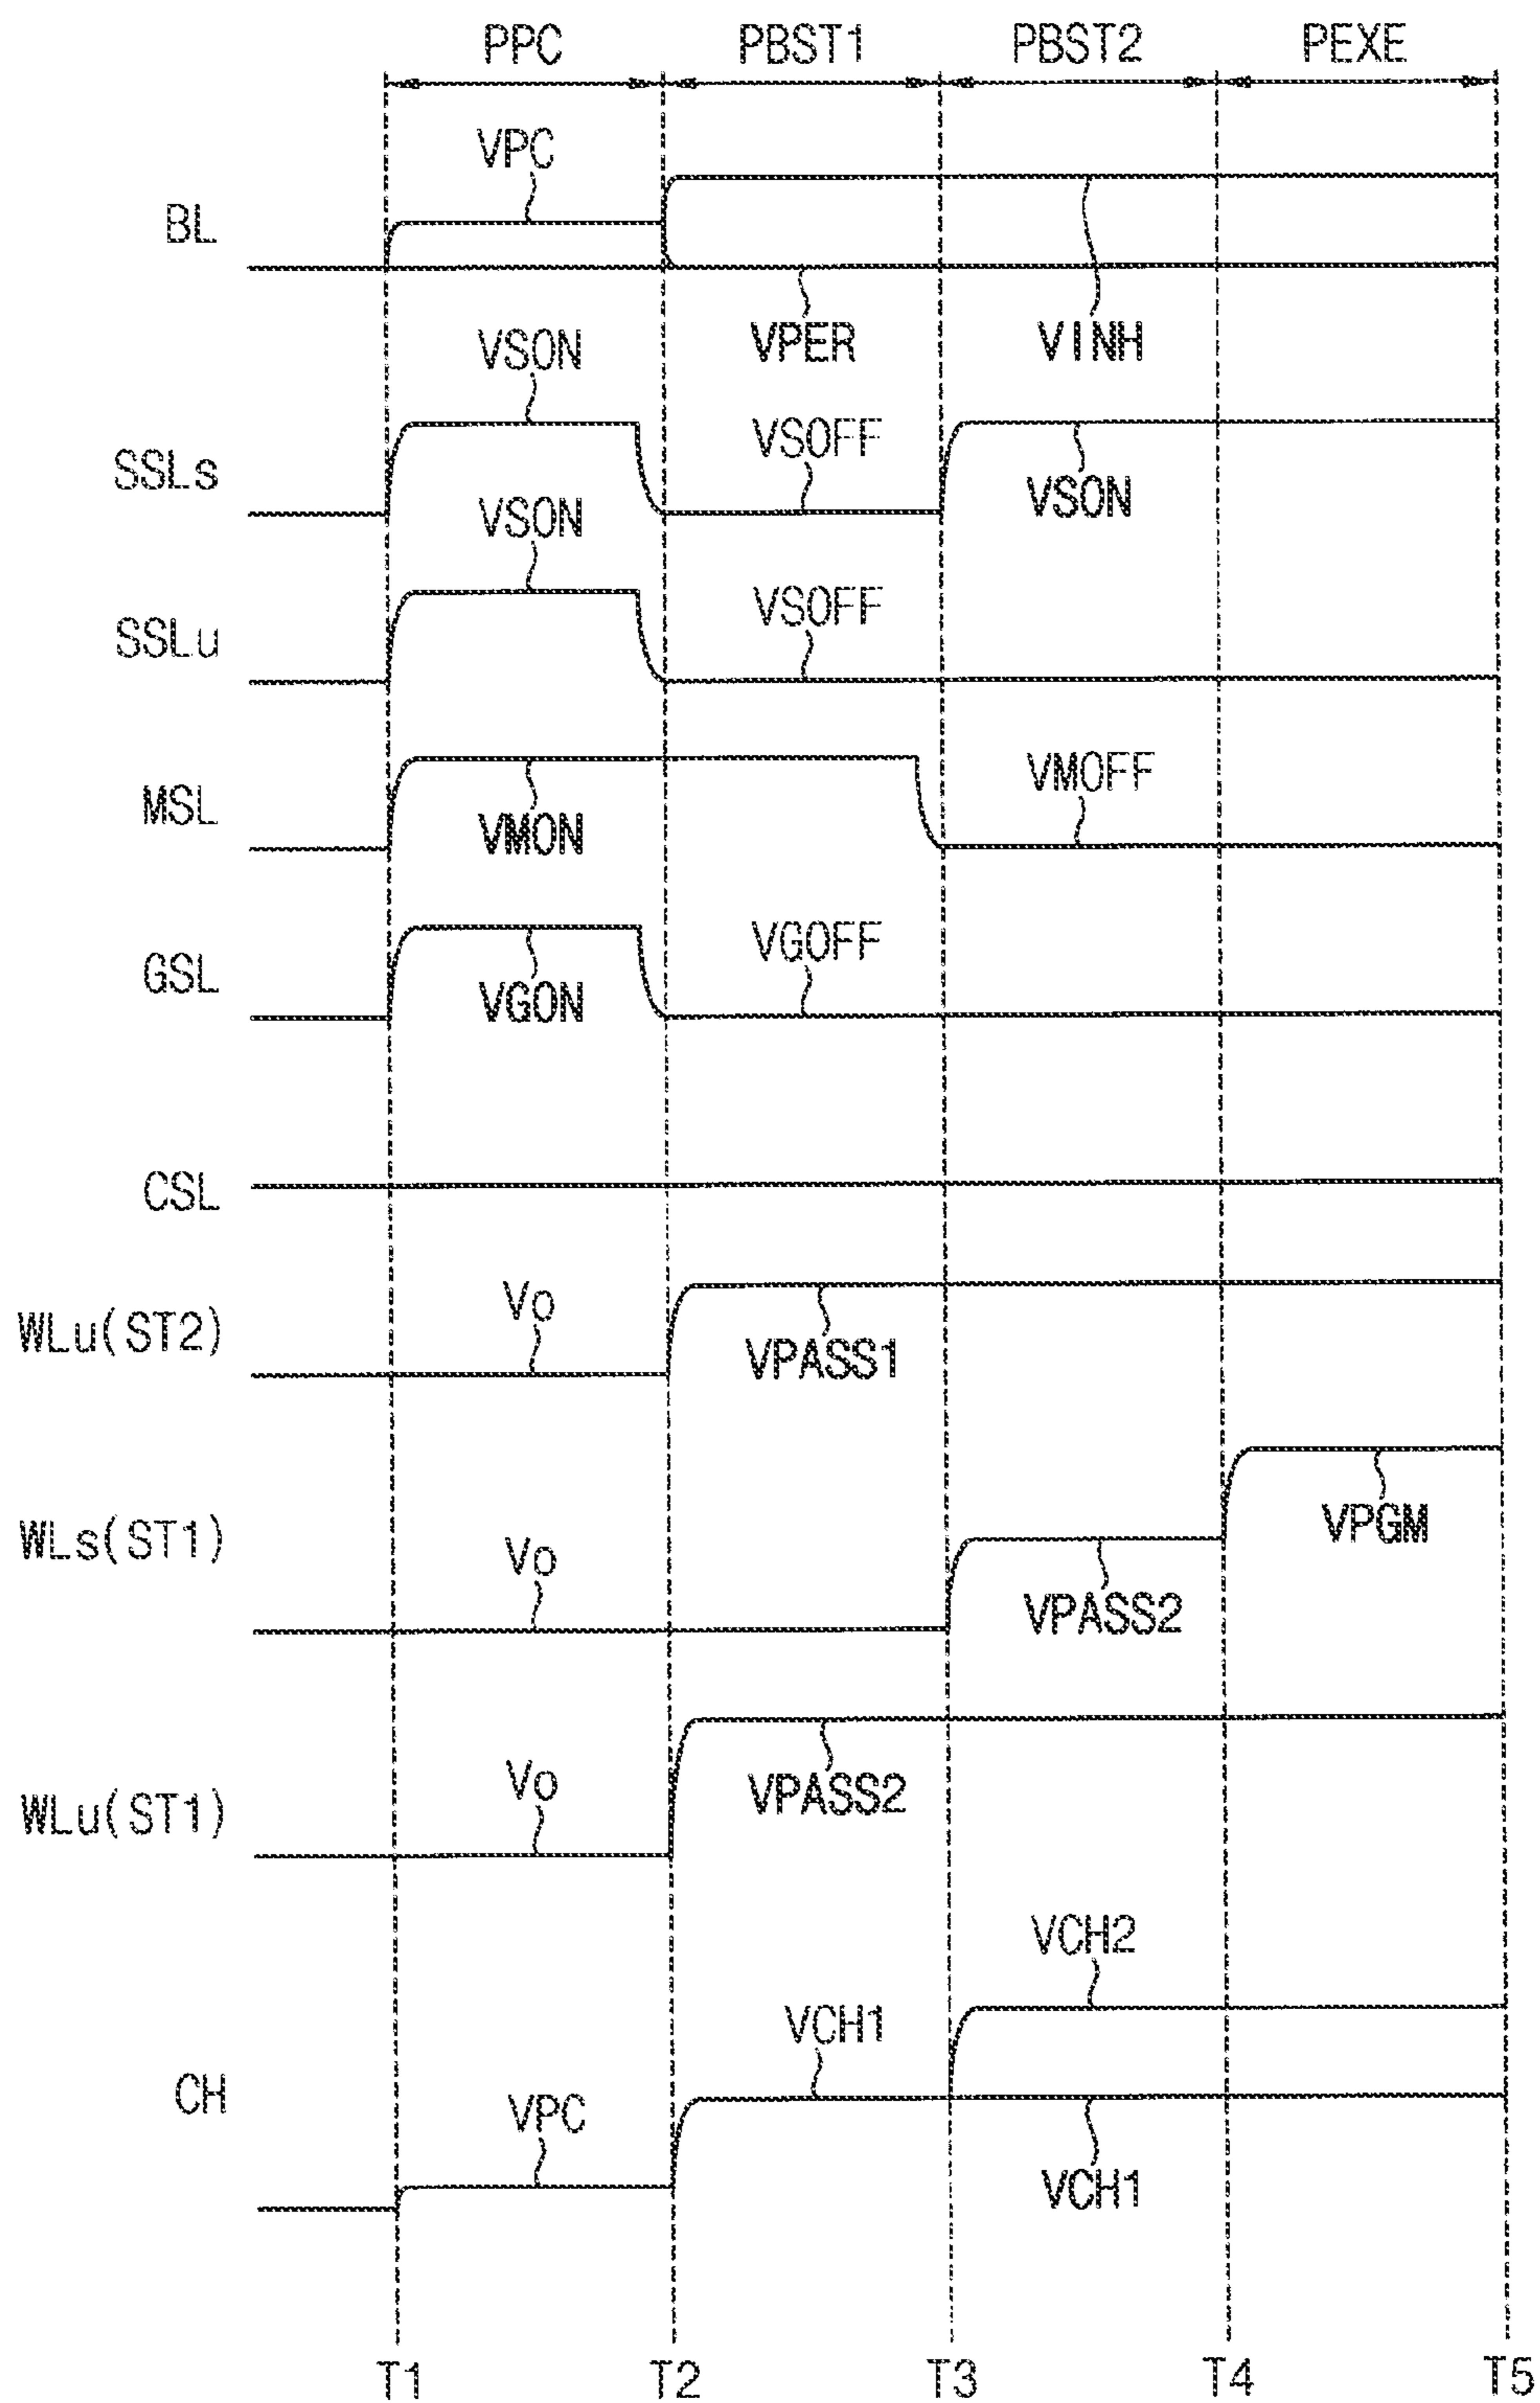 PPC PBST1 PBST2 PEXE
VPC
BL
VPER VINH
VSON
VSOFF
SSLs
VSON
VSON
VSOFF
SSLu
VMOFF
MSL
VMON
VGOFF
GSL
VGON
CSL
Vo
WLu(ST2)
VPASS1
VPGM
WLs(ST1)
Vo
VPASS2
Vo
VPASS2
WLu(ST1)
VCH2
VCH1
CH
VPC
VCH1
T1 T2 T3 T4 T5